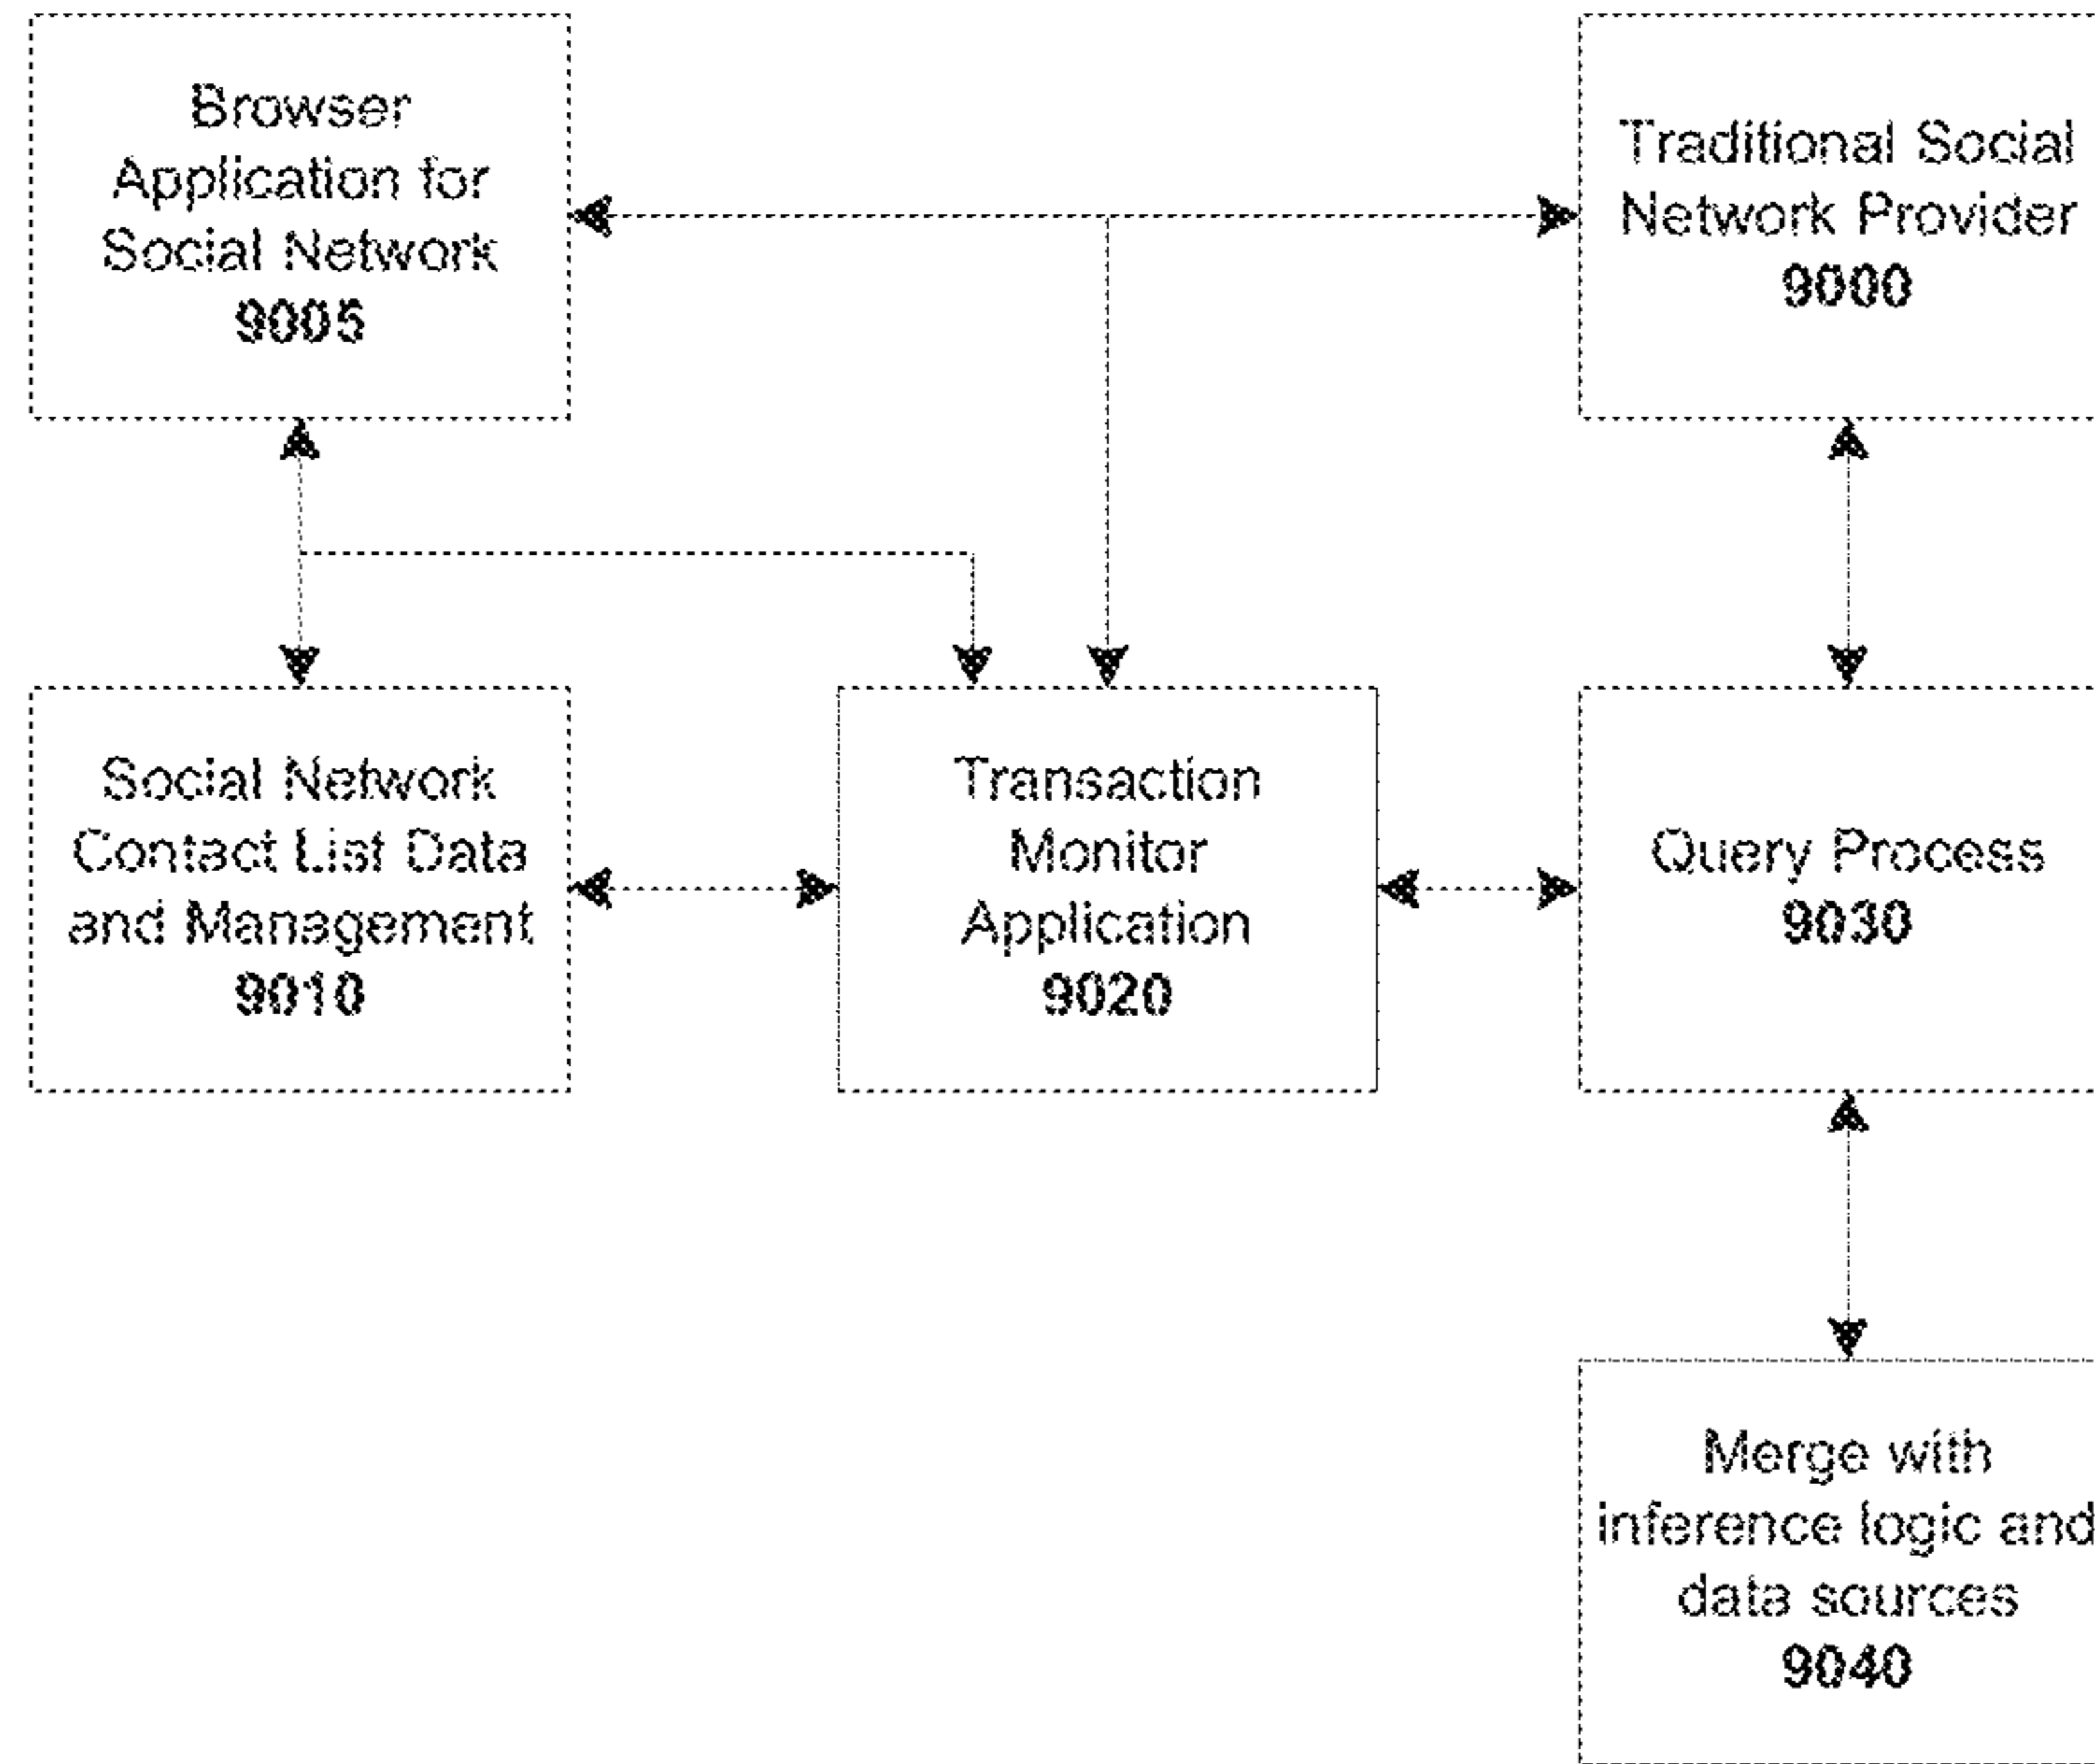 Browser
Application for
Social Network
9005
Traditional Social
Network Provider
9000
Social Network
Contact List Data
and Management
9010
Transaction
Monitor
Application
9020
Query Process
9030
Merge with
inference logic and
data sources
9040